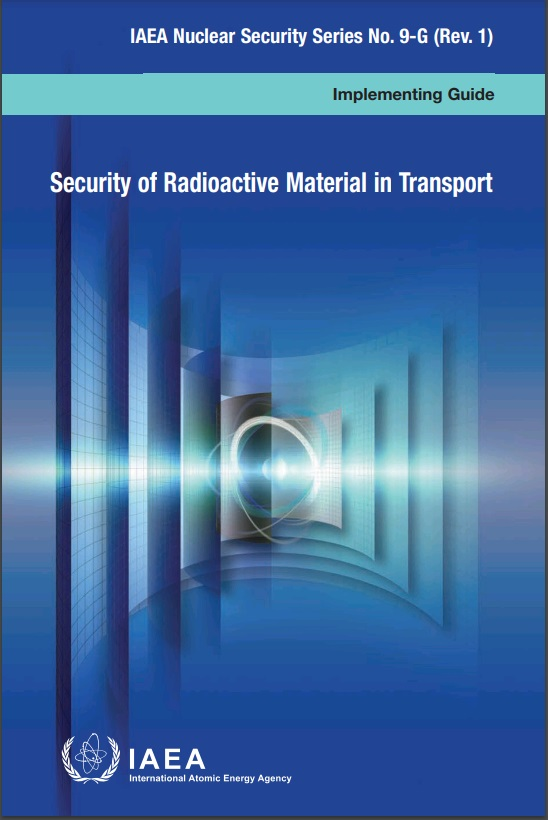 IAEA Nuclear Security Series No. 9-G (Rev. 1)
Implementing Guide
Security of Radioactive Material in Transport
IAEA
International Atomic Energy Agency